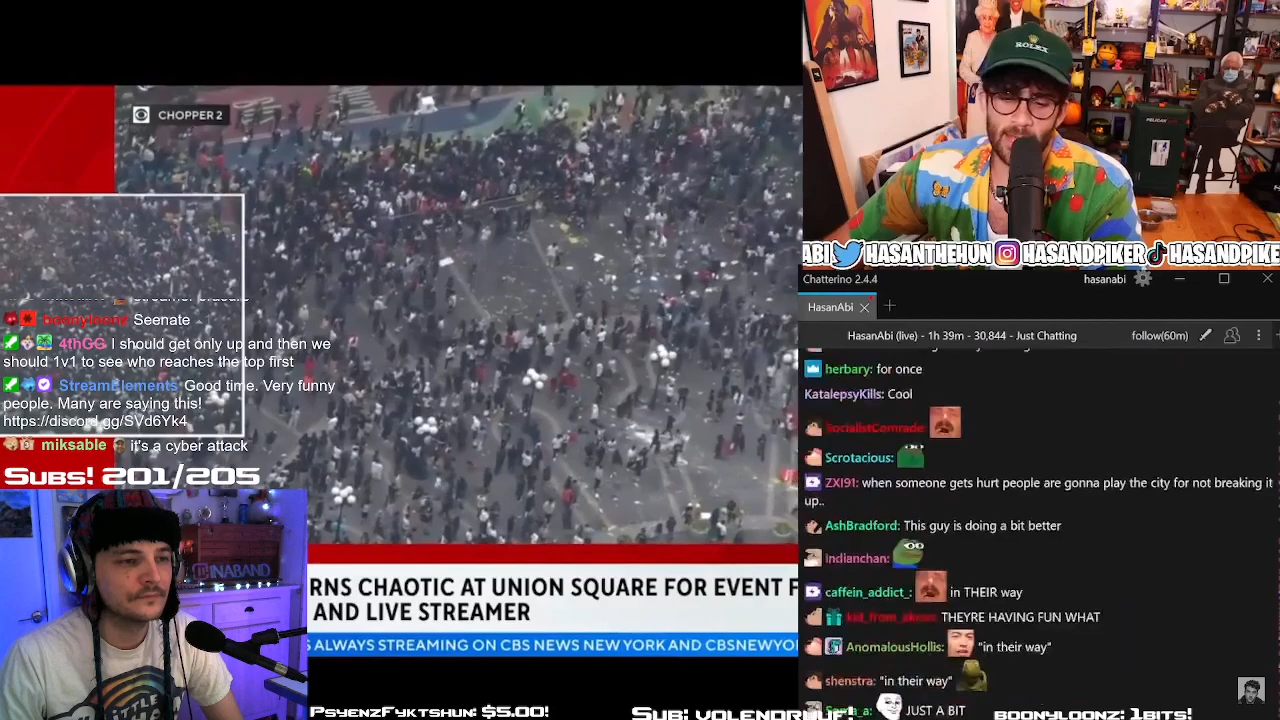 CHOPPER 2
boonyloonz Seenate
4thGG I should get only up and then we
should 1v1 to see who reaches the top first
StreamElements Good time. Very funny
people. Many are saying this!
https://discord.gg/SVd6Yk4
miksable it's a cyber attack
Subs! 201/205
INABAND
LITTLE
RNS CHAOTIC AT UNION SQUARE FOR EVENT F
AND LIVE STREAMER
S ALWAYS STREAMING ON CBS NEWS NEW YORK AND CBSNEWYO
PsyenzFyktshun: $5.00!
Sub: volendruuf!
boonyloonz: 1bits!
ROLEX
PELICAN
ABI HASANTHEHUN HASANDPIKER HASANDPIKE
Chatterino 2.4.4
hasanabi
HasanAbi
HasanAbi (live) - 1h 39m - 30,844 - Just Chatting
follow(60m)
herbary: for once
KatalepsyKills: Cool
SocialistComrade:
Scrotacious:
ZXI91: when someone gets hurt people are gonna play the city for not breaking it
up..
AshBradford: This guy is doing a bit better
indianchan:
caffein_addict_: in THEIR way
THEYRE HAVING FUN WHAT
AnomalousHollis: "in their way"
shenstra: "in their way"
JUST A BIT